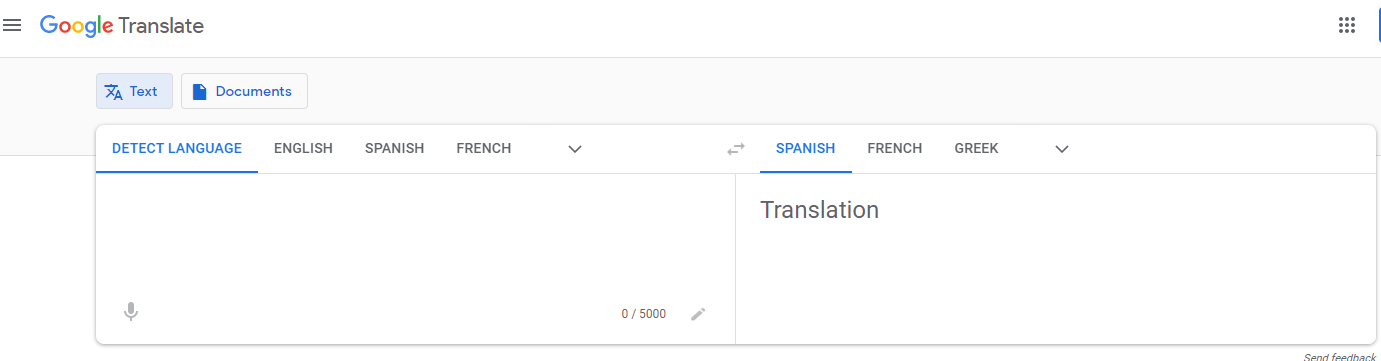 Google Translate
Text Documents
DETECT LANGUAGE ENGLISH SPANISH FRENCH SPANISH FRENCH GREEK
Translation
0 / 5000
Send feedback